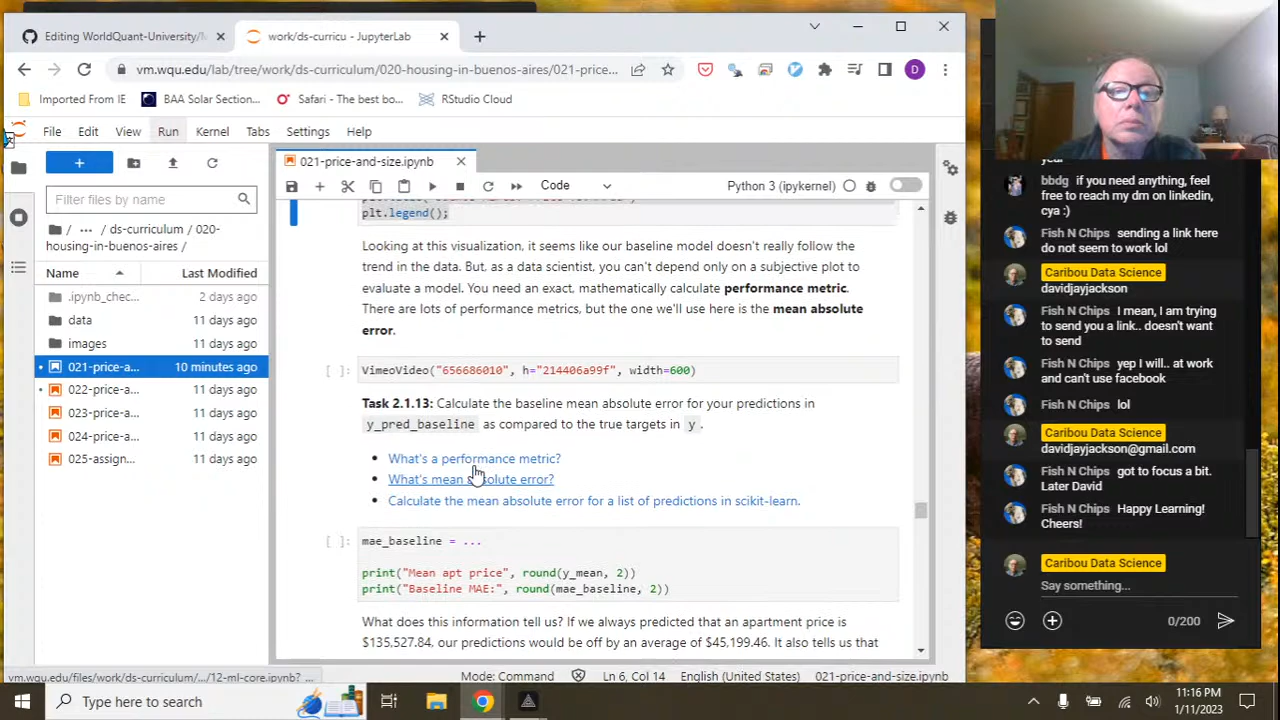 Editing WorldQuant-University/M
work/ds-curricu - JupyterLab
vm.wqu.edu/lab/tree/work/ds-curriculum/020-housing-in-buenos-aires/021-price...
D
Imported From IE
BAA Solar Section...
Safari - The best bo...
RStudio Cloud
File
Edit
View
Run
Kernel
Tabs
Settings
Help
021-price-and-size.ipynb
Code
Python 3 (ipykernel)
Filter files by name
/ ... / ds-curriculum / 020-
housing-in-buenos-aires /
Name
Last Modified
.ipynb_chec... 2 days ago
data 11 days ago
images 11 days ago
021-price-a... 10 minutes ago
022-price-a... 11 days ago
023-price-a... 11 days ago
024-price-a... 11 days ago
025-assign... 11 days ago
plt.legend();
Looking at this visualization, it seems like our baseline model doesn't really follow the
trend in the data. But, as a data scientist, you can't depend only on a subjective plot to
evaluate a model. You need an exact, mathematically calculate performance metric.
There are lots of performance metrics, but the one we'll use here is the mean absolute
error.
[ ]: VimeoVideo("656686010", h="214406a99f", width=600)
Task 2.1.13: Calculate the baseline mean absolute error for your predictions in
y_pred_baseline as compared to the true targets in y .
What's a performance metric?
What's mean absolute error?
Calculate the mean absolute error for a list of predictions in scikit-learn.
[ ]: mae_baseline = ...
print("Mean apt price", round(y_mean, 2))
print("Baseline MAE:", round(mae_baseline, 2))
What does this information tell us? If we always predicted that an apartment price is
$135,527.84, our predictions would be off by an average of $45,199.46. It also tells us that
vm.wqu.edu/files/work/ds-curriculum/.../12-ml-core.ipynb?
Mode: Command
Ln 6, Col 14
English (United States)
021-price-and-size.ipynb
year
bbdg if you need anything, feel
free to reach my dm on linkedin,
cya :)
Fish N Chips sending a link here
do not seem to work lol
Caribou Data Science
davidjayjackson
Fish N Chips I mean, I am trying
to send you a link.. doesn't want
to send
Fish N Chips yep I will.. at work
and can't use facebook
Fish N Chips lol
Caribou Data Science
davidjayjackson@gmail.com
Fish N Chips got to focus a bit.
Later David
Fish N Chips Happy Learning!
Cheers!
Caribou Data Science
Say something...
0/200
Type here to search
11:16 PM
1/11/2023